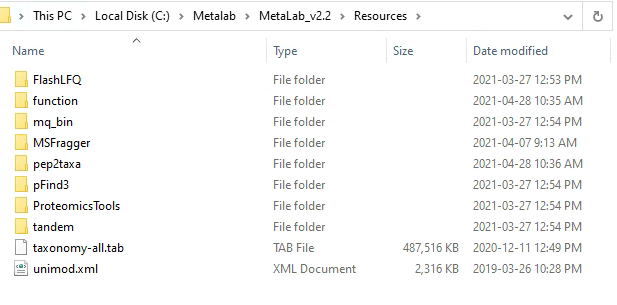 This PC > Local Disk (C:) > Metalab > MetaLab_v2.2 > Resources >
Name Type Size Date modified
FlashLFQ File folder 2021-03-27 12:53 PM
function File folder 2021-04-28 10:35 AM
mq_bin File folder 2021-03-27 12:54 PM
MSFragger File folder 2021-04-07 9:13 AM
pep2taxa File folder 2021-04-28 10:36 AM
pFind3 File folder 2021-03-27 12:54 PM
ProteomicsTools File folder 2021-03-27 12:54 PM
tandem File folder 2021-03-27 12:54 PM
taxonomy-all.tab TAB File 487,516 KB 2020-12-11 12:49 PM
unimod.xml XML Document 2,316 KB 2019-03-26 10:28 PM